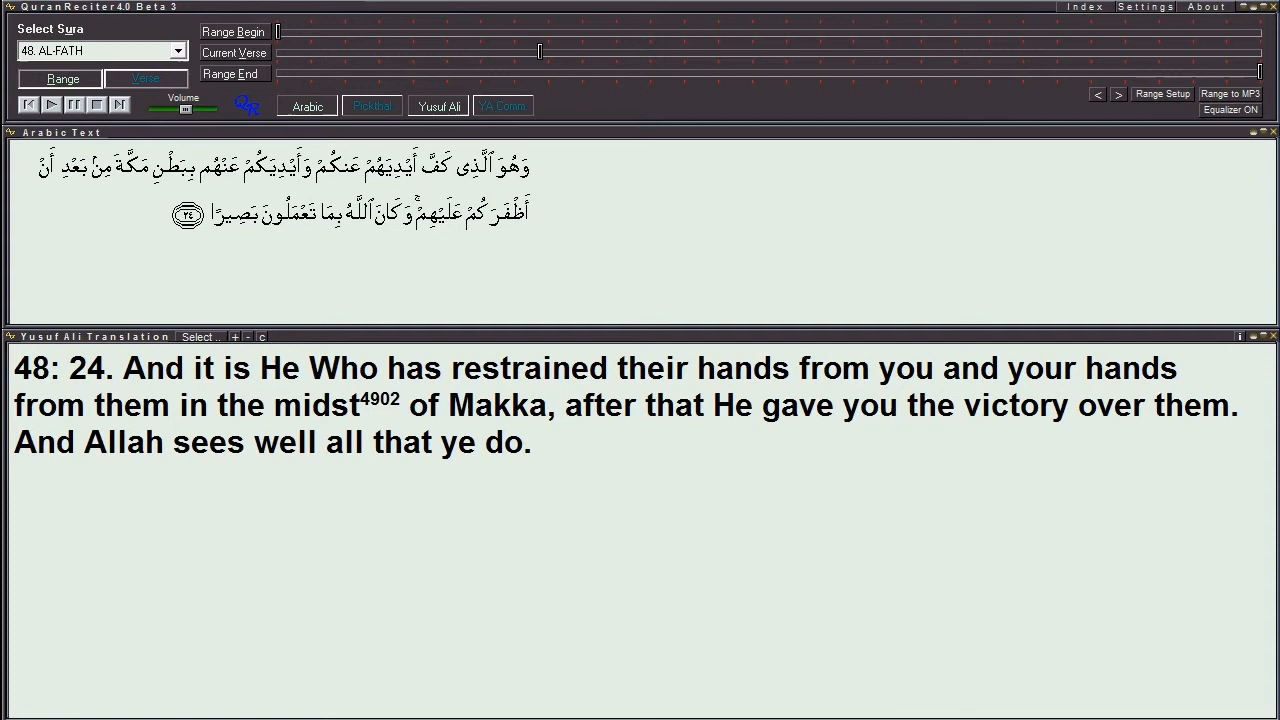 QuranReciter4.0 Beta 3
Index Settings About
Select Sura
48. AL-FATH
Range Verse
Volume
Range Begin
Current Verse
Range End
Arabic Pickthal Yusuf Ali YA Comm.
< > Range Setup Range to MP3
Equalizer ON
Arabic Text
وَهُوَ ٱلَّذِى كَفَّ أَيْدِيَهُمْ عَنكُمْ وَأَيْدِيَكُمْ عَنْهُم بِبَطْنِ مَكَّةَ مِنۢ بَعْدِ أَنْ
أَظْفَرَكُمْ عَلَيْهِمْ ۚ وَكَانَ ٱللَّهُ بِمَا تَعْمَلُونَ بَصِيرًا ٢٤
Yusuf Ali Translation Select .. + - c
i
48: 24. And it is He Who has restrained their hands from you and your hands
from them in the midst4902 of Makka, after that He gave you the victory over them.
And Allah sees well all that ye do.